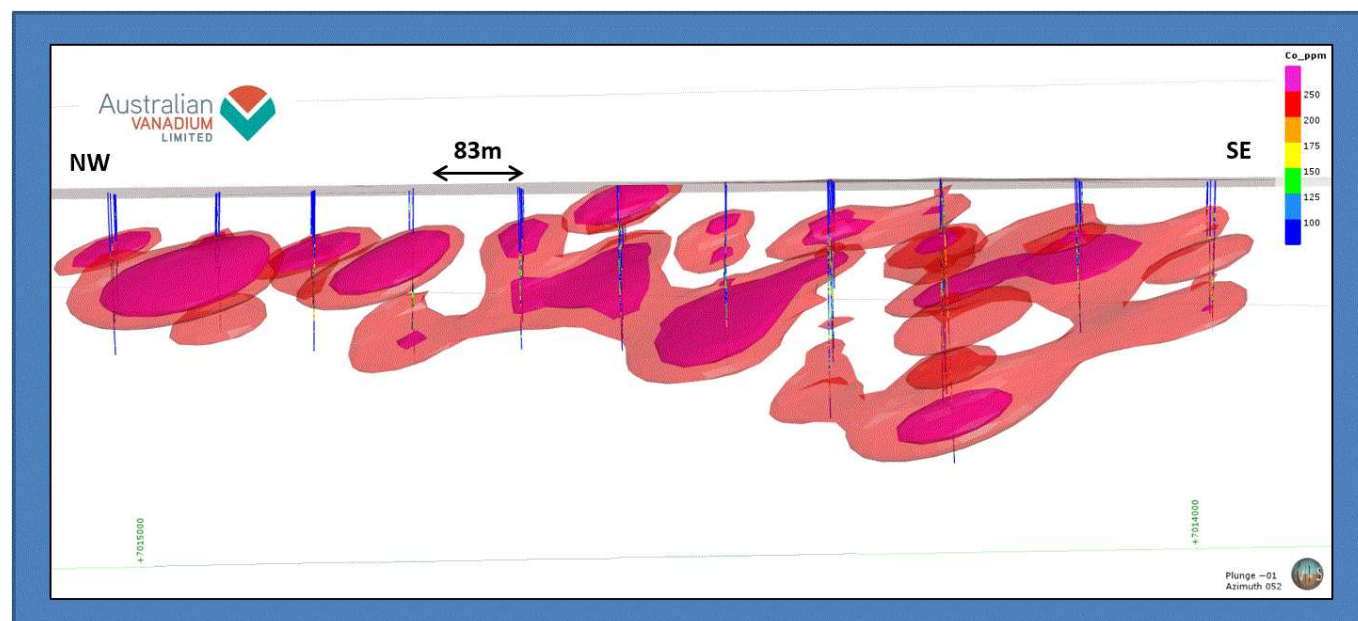 Australian
VANADIUM
LIMITED
Co_ppm
250
200
175
150
125
100
NW
83m
SE
+7015000
+7014000
Plunge −01
Azimuth 052